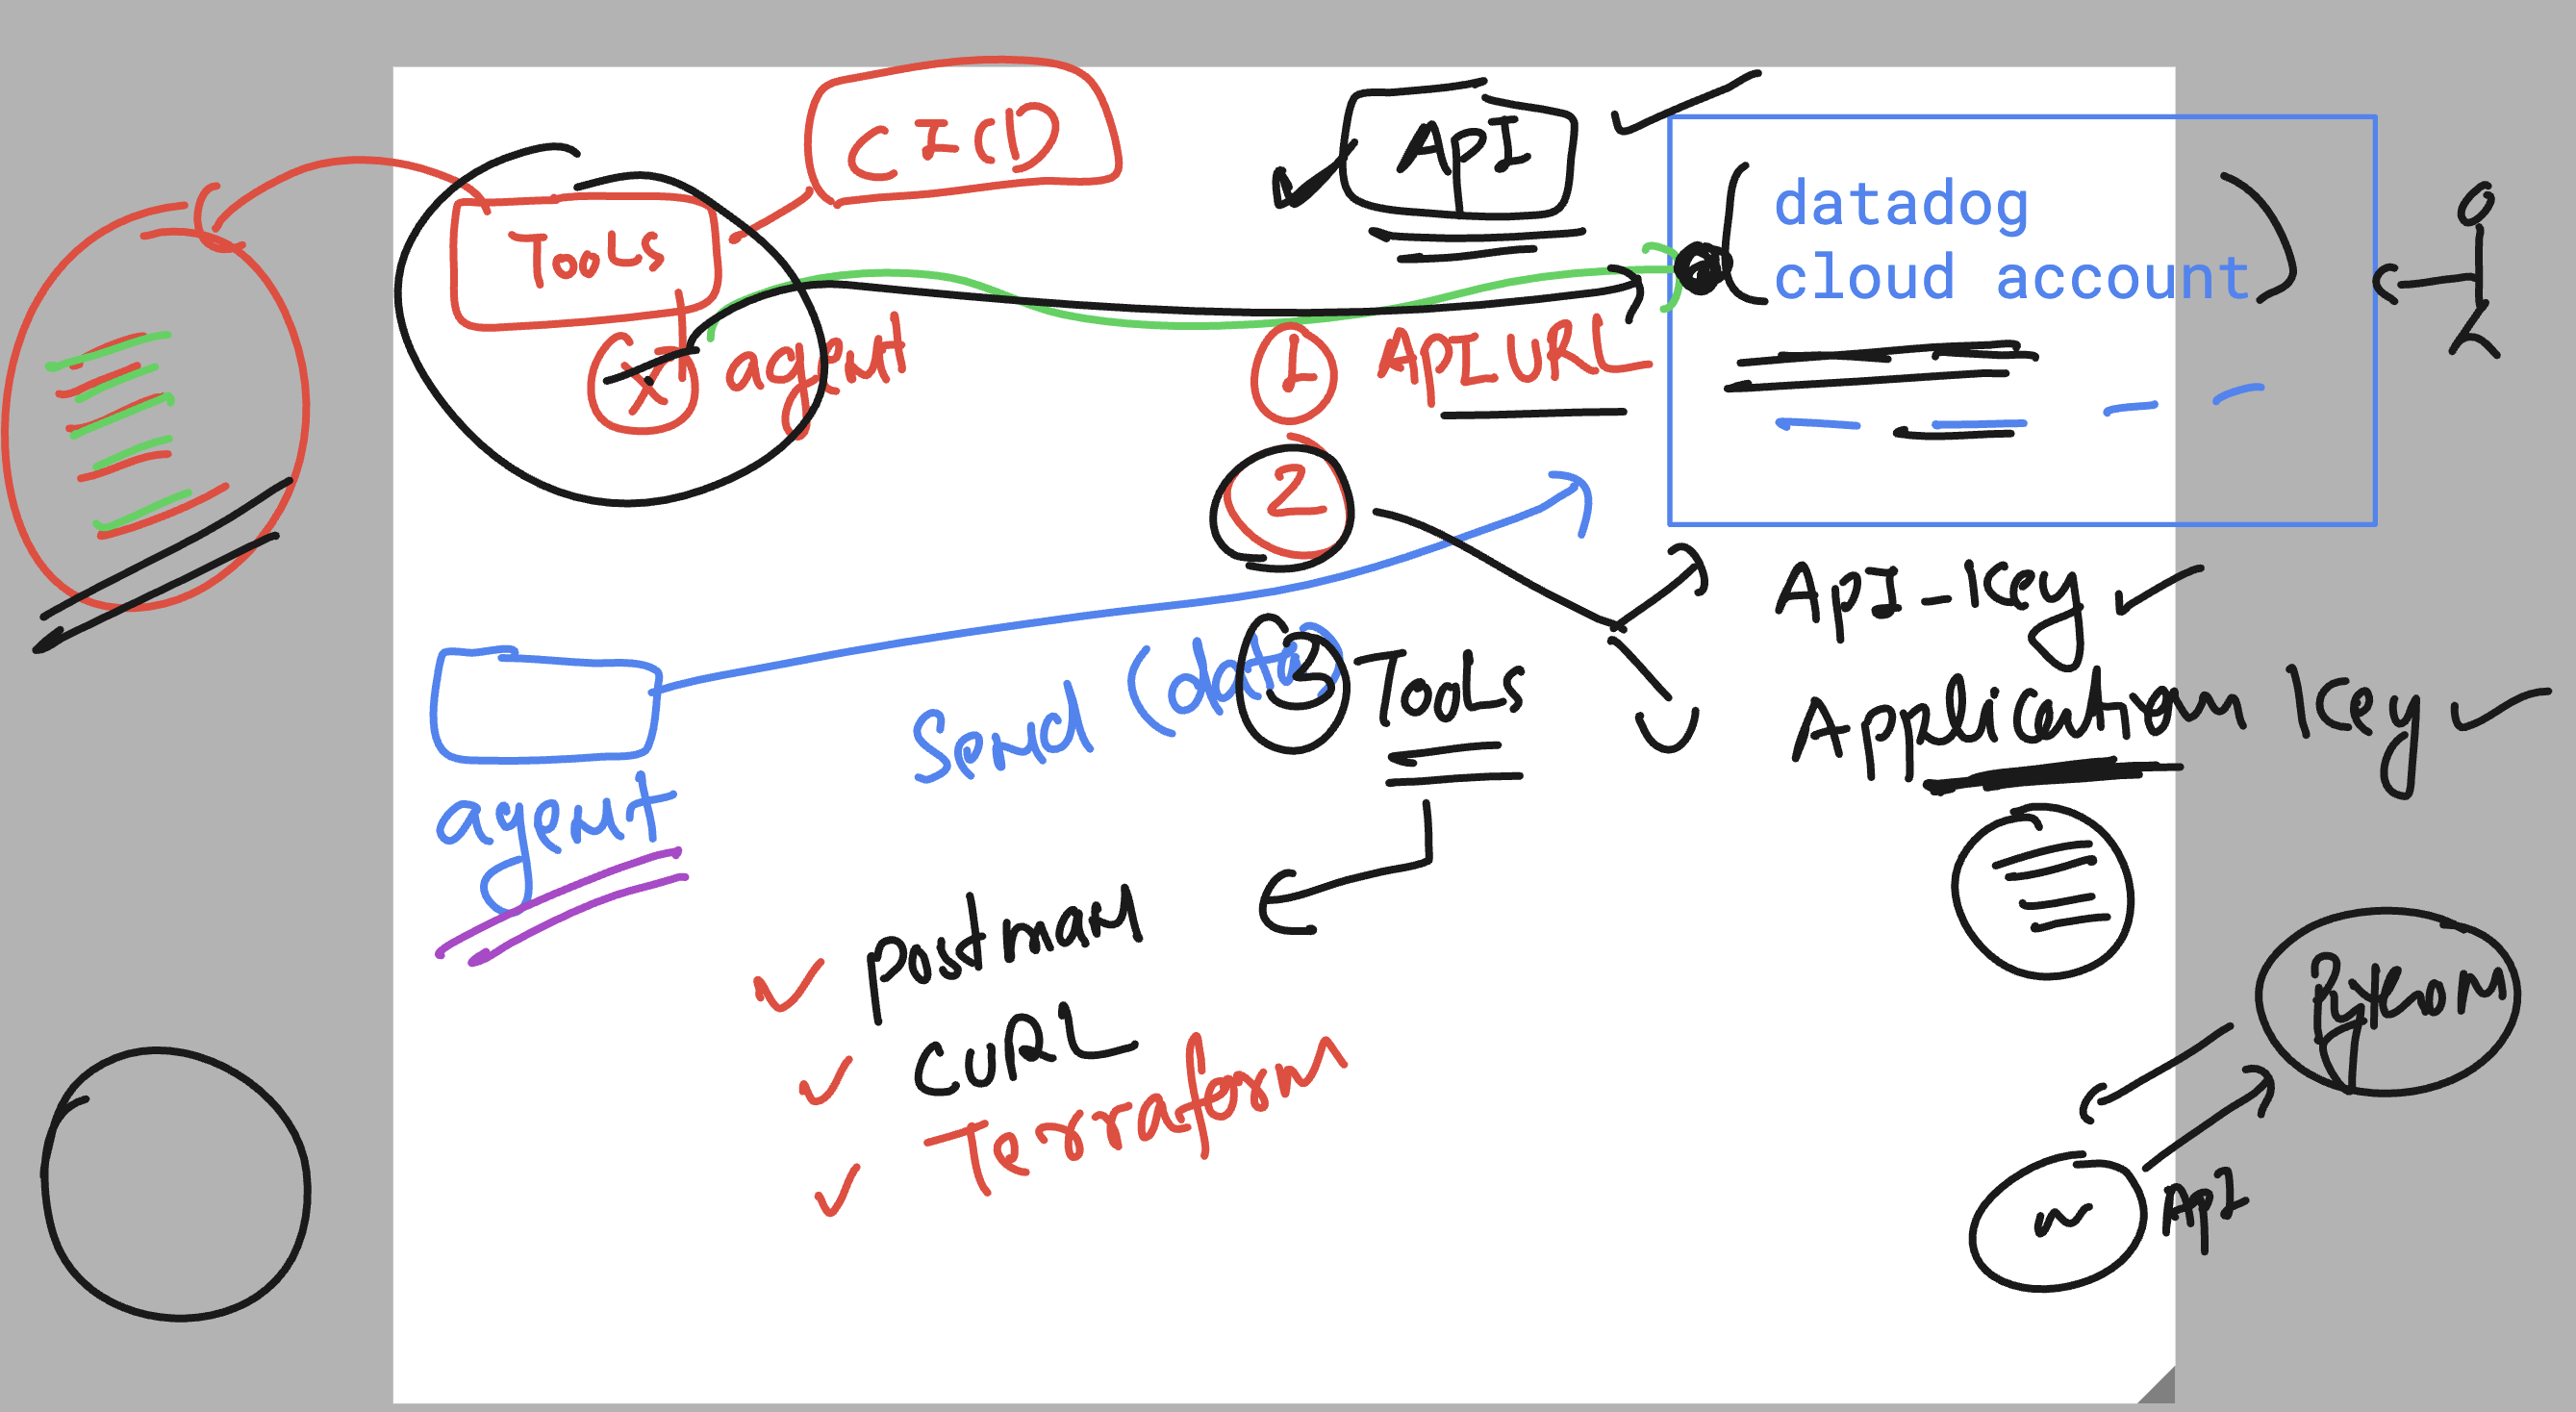 CICD
API
Tools
datadog
cloud account
agent
1 API URL
2
API-Key
Application Key
Send (data)
3 Tools
agent
postman
CURL
Terraform
Python
API